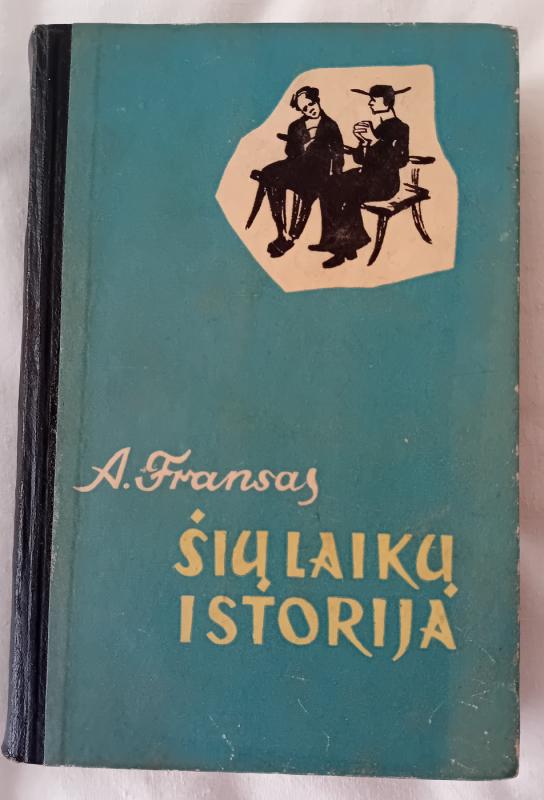 A. Fransas
ŠIŲ LAIKŲ
ISTORIJA